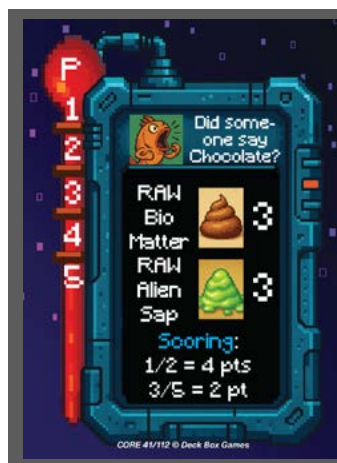 P
1
2
3
4
5
Did some-
one say
Chocolate?
RAW
Bio
Matter
3
RAW
Alien
Sap
3
Scoring:
1/2 = 4 pts
3/5 = 2 pt
CORE 41/112 © Deck Box Games